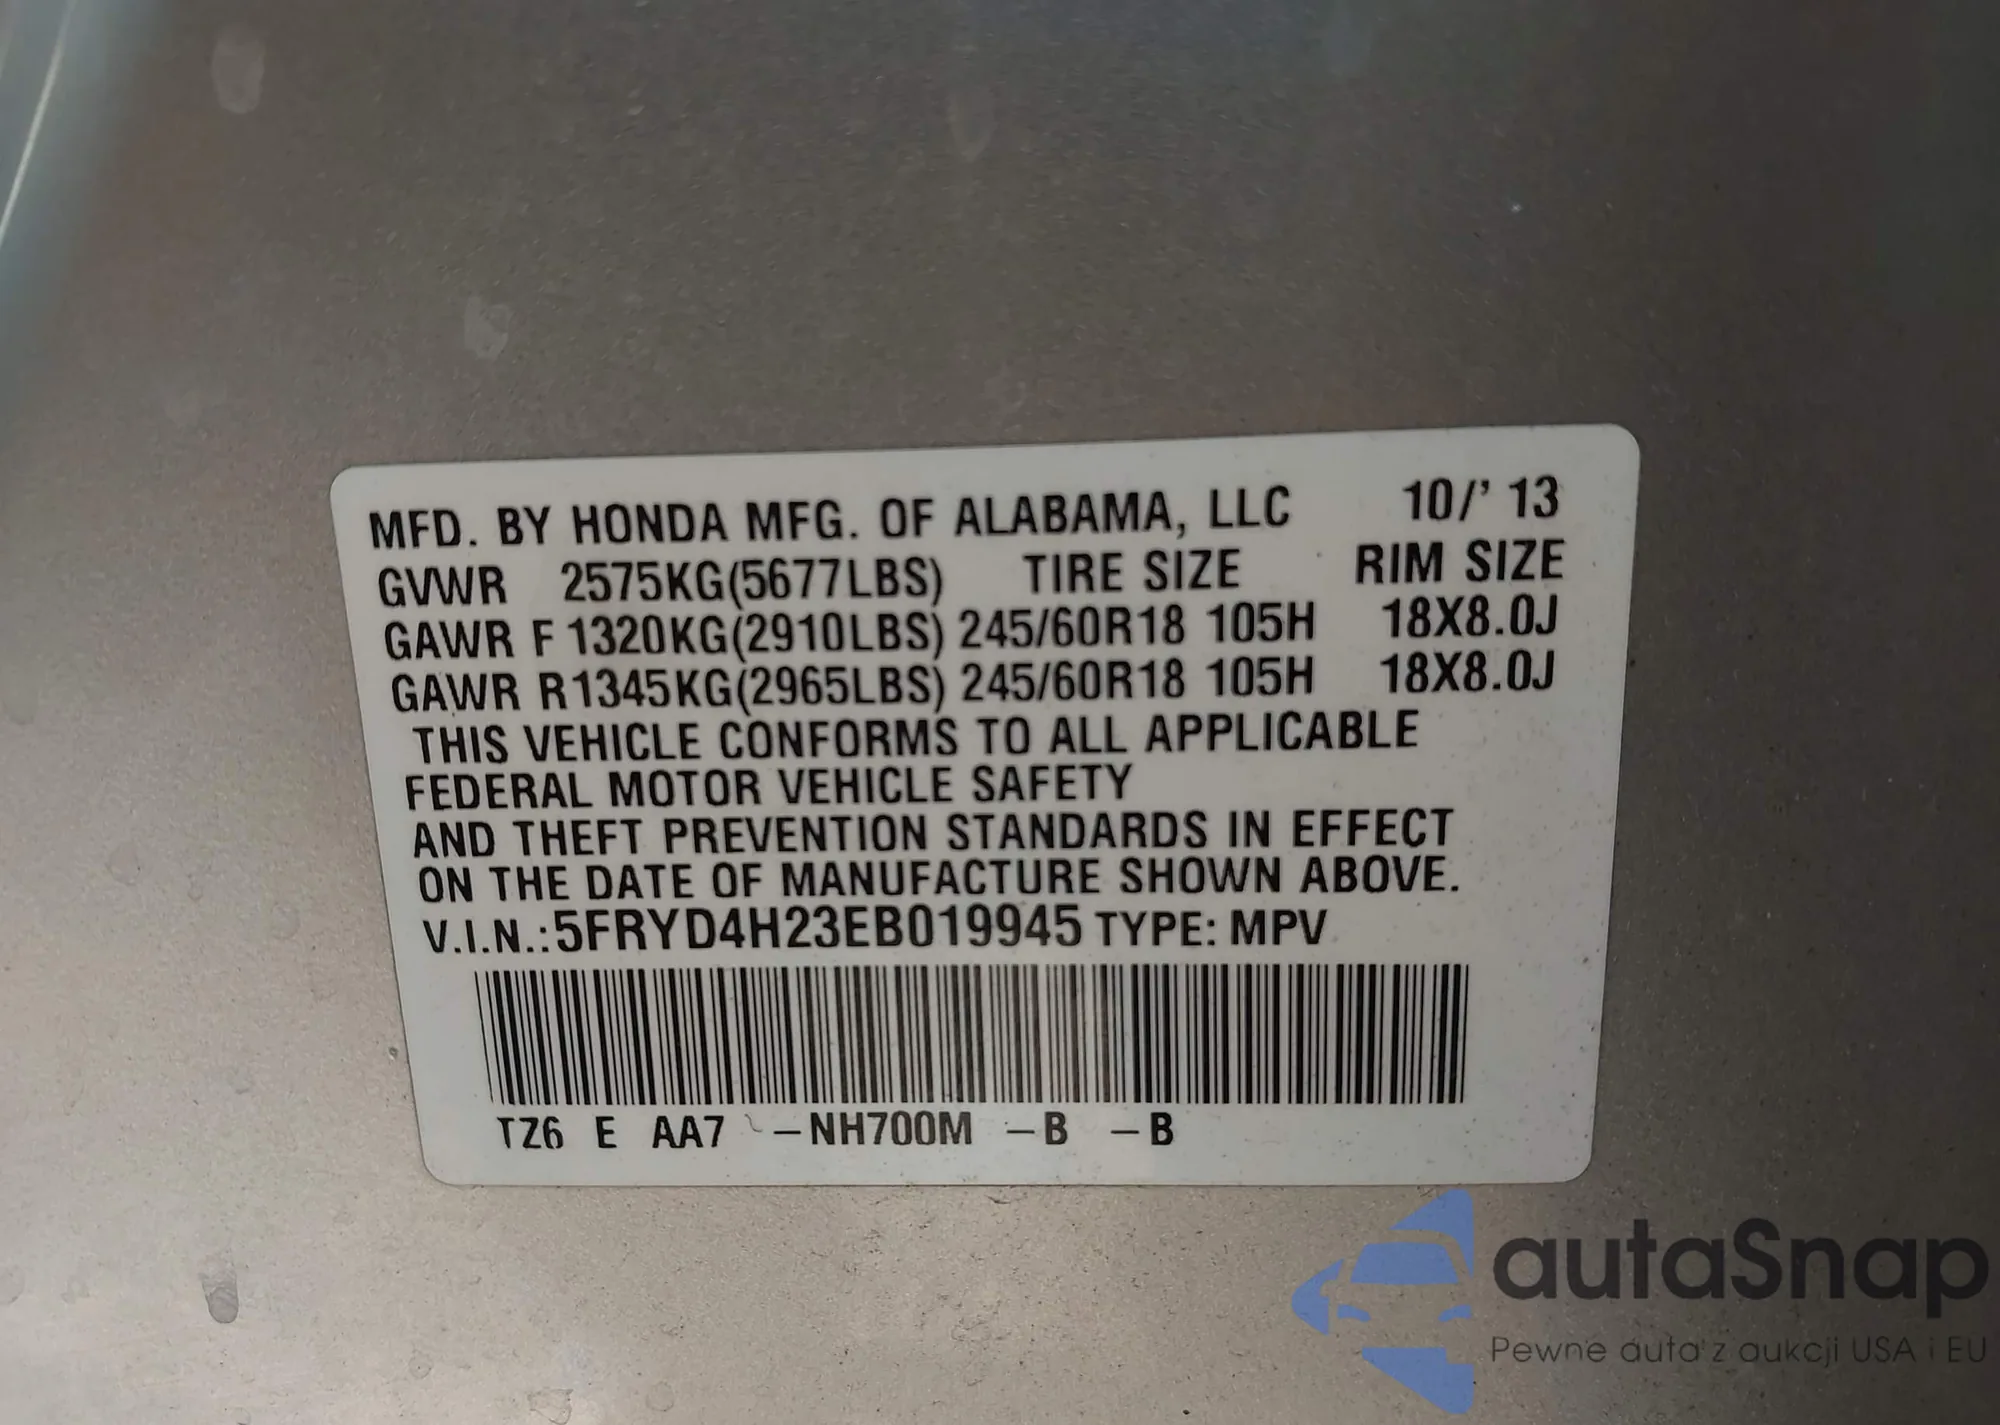 MFD. BY HONDA MFG. OF ALABAMA, LLC 10/' 13
GVWR 2575KG(5677LBS) TIRE SIZE RIM SIZE
GAWR F 1320KG(2910LBS) 245/60R18 105H 18X8.0J
GAWR R1345KG(2965LBS) 245/60R18 105H 18X8.0J
THIS VEHICLE CONFORMS TO ALL APPLICABLE
FEDERAL MOTOR VEHICLE SAFETY
AND THEFT PREVENTION STANDARDS IN EFFECT
ON THE DATE OF MANUFACTURE SHOWN ABOVE.
V.I.N.:5FRYD4H23EB019945 TYPE: MPV
TZ6 E AA7 -NH700M -B -B
autaSnap
Pewne auta z aukcji USA i EU